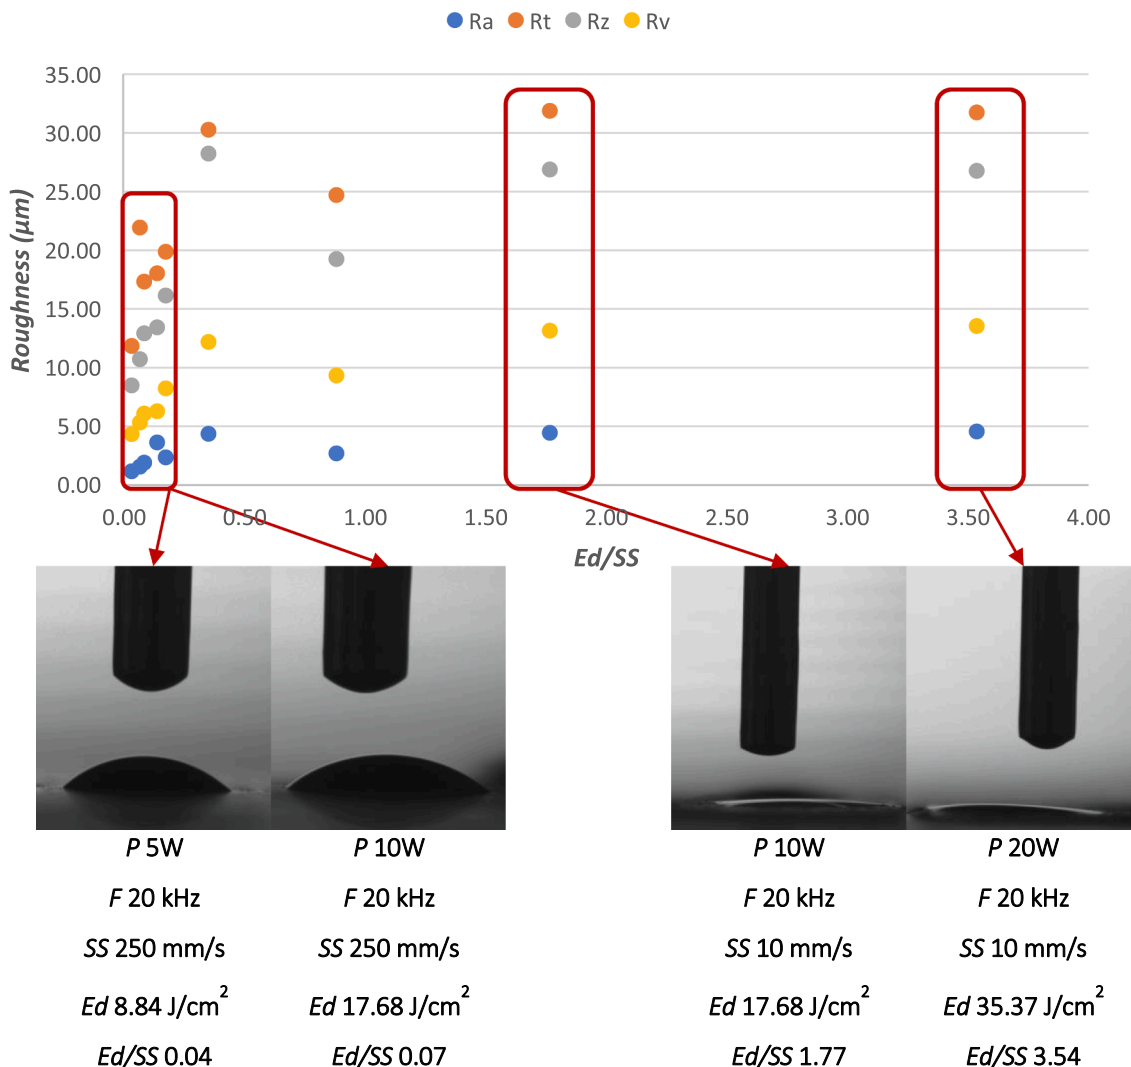 Ra Rt Rz Rv
35.00
30.00
25.00
20.00
15.00
10.00
5.00
0.00
Roughness (μm)
0.00 0.50 1.00 1.50 2.00 2.50 3.00 3.50 4.00
Ed/SS
P 5W P 10W P 10W P 20W
F 20 kHz F 20 kHz F 20 kHz F 20 kHz
SS 250 mm/s SS 250 mm/s SS 10 mm/s SS 10 mm/s
Ed 8.84 J/cm² Ed 17.68 J/cm² Ed 17.68 J/cm² Ed 35.37 J/cm²
Ed/SS 0.04 Ed/SS 0.07 Ed/SS 1.77 Ed/SS 3.54